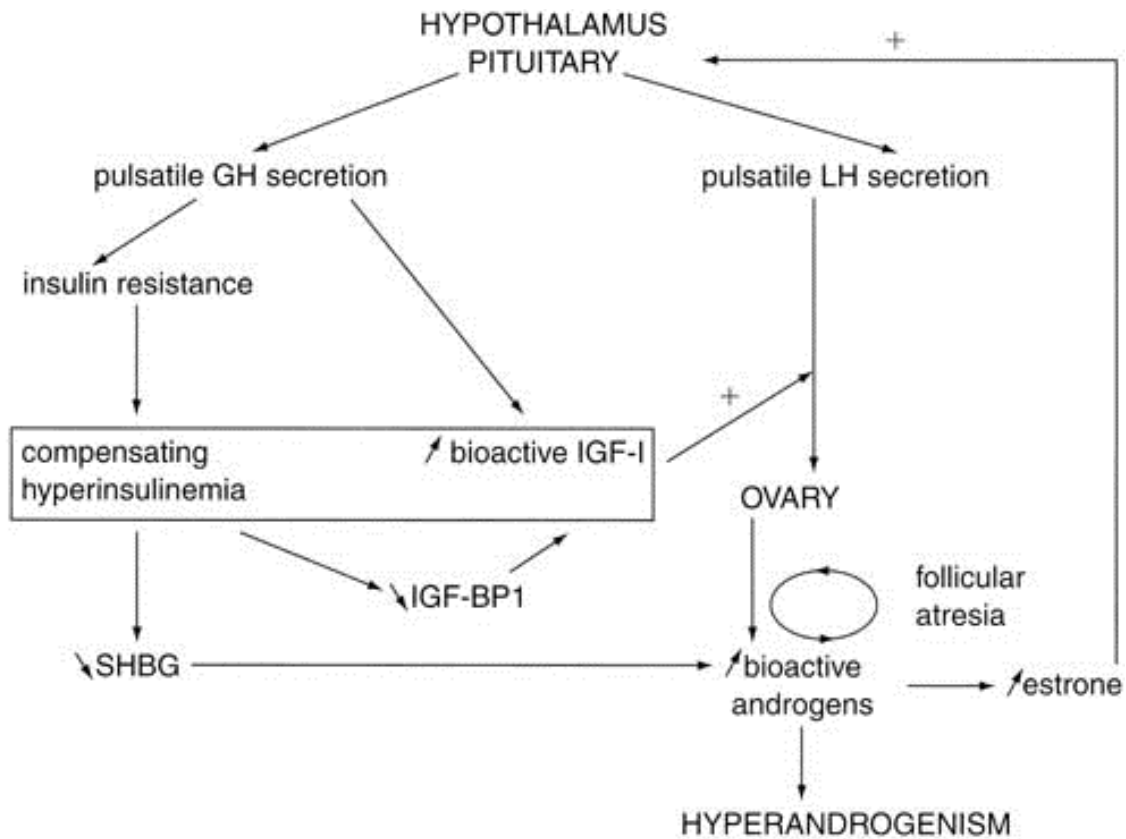 HYPOTHALAMUS
PITUITARY
+
pulsatile GH secretion
pulsatile LH secretion
insulin resistance
+
compensating
hyperinsulinemia
↗ bioactive IGF-I
OVARY
↘IGF-BP1
follicular
atresia
↘SHBG
↗bioactive
androgens
↗estrone
HYPERANDROGENISM